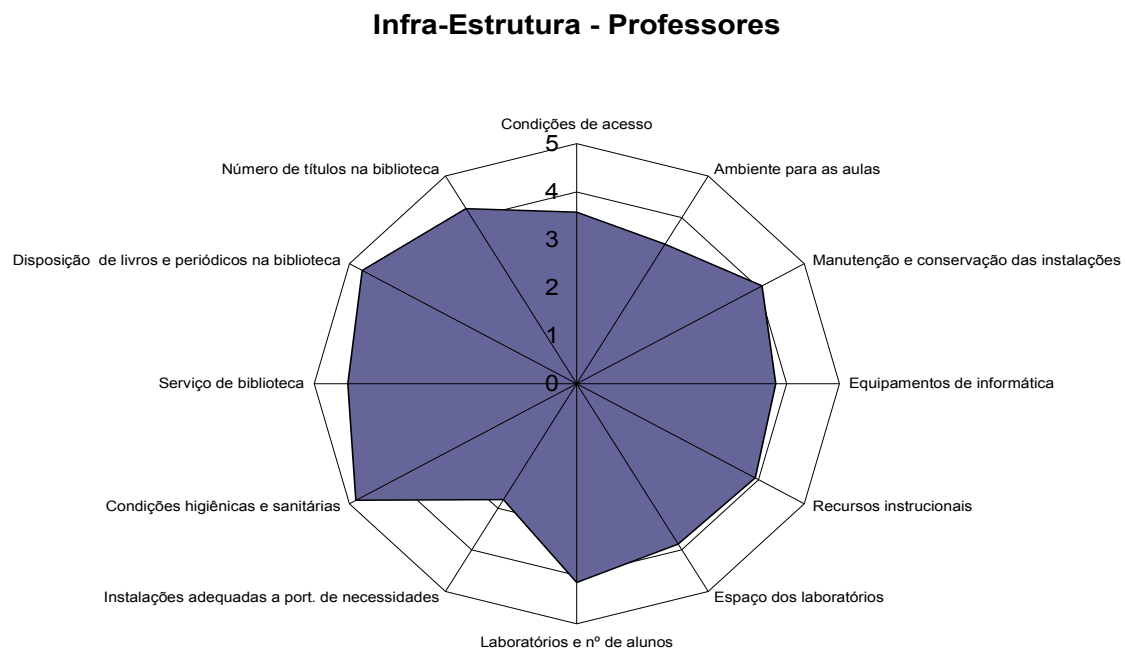 Infra-Estrutura - Professores
Condições de acesso
5
Número de títulos na biblioteca
Ambiente para as aulas
4
3
Disposição  de livros e periódicos na biblioteca
Manutenção e conservação das instalações
2
1
Serviço de biblioteca
0
Equipamentos de informática
Condições higiênicas e sanitárias
Recursos instrucionais
Instalações adequadas a port. de necessidades
Espaço dos laboratórios
Laboratórios e nº de alunos